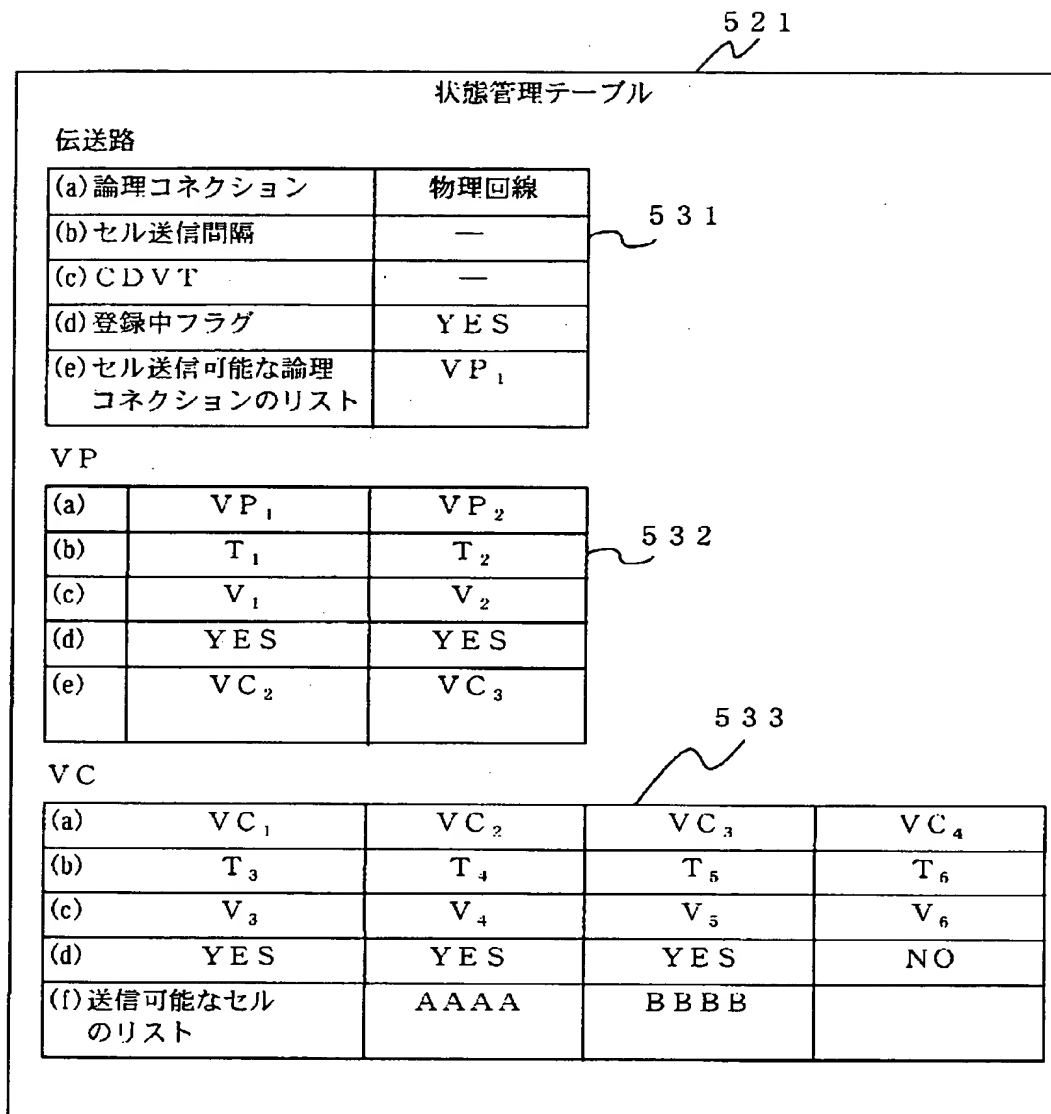 ５２１
状態管理テーブル
伝送路
(a)論理コネクション 物理回線
５３１
(b)セル送信間隔 —
(c)ＣＤＶＴ —
(d)登録中フラグ ＹＥＳ
(e)セル送信可能な論理 ＶＰ₁
コネクションのリスト
ＶＰ
(a) ＶＰ₁ ＶＰ₂
５３２
(b) Ｔ₁ Ｔ₂
(c) Ｖ₁ Ｖ₂
(d) ＹＥＳ ＹＥＳ
(e) ＶＣ₂ ＶＣ₃
５３３
ＶＣ
(a) ＶＣ₁ ＶＣ₂ ＶＣ₃ ＶＣ₄
(b) Ｔ₃ Ｔ₄ Ｔ₅ Ｔ₆
(c) Ｖ₃ Ｖ₄ Ｖ₅ Ｖ₆
(d) ＹＥＳ ＹＥＳ ＹＥＳ ＮＯ
(f)送信可能なセル ＡＡＡＡ ＢＢＢＢ
のリスト